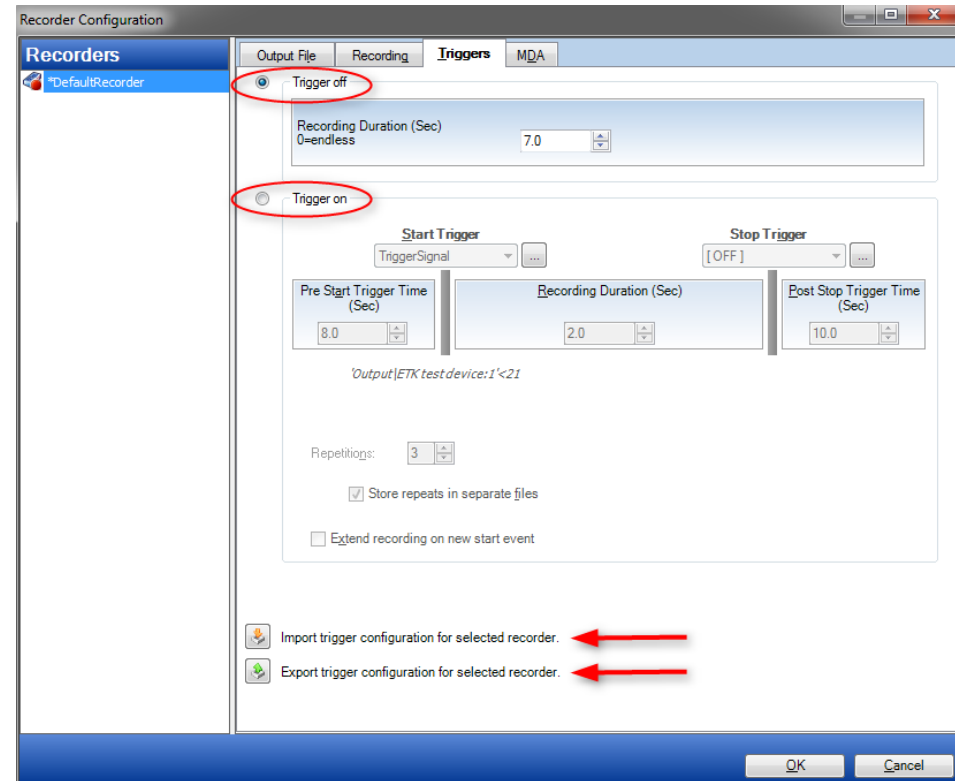 Recorder Configuration
Recorders
*DefaultRecorder
Output File Recording Triggers MDA
Trigger off
Recording Duration (Sec)
0=endless
7.0
Trigger on
Start Trigger Stop Trigger
TriggerSignal ... [OFF] ...
Pre Start Trigger Time
(Sec)
8.0
Recording Duration (Sec)
2.0
Post Stop Trigger Time
(Sec)
10.0
'Output|ETK test device:1'<21
Repetitions: 3
Store repeats in separate files
Extend recording on new start event
Import trigger configuration for selected recorder.
Export trigger configuration for selected recorder.
OK Cancel